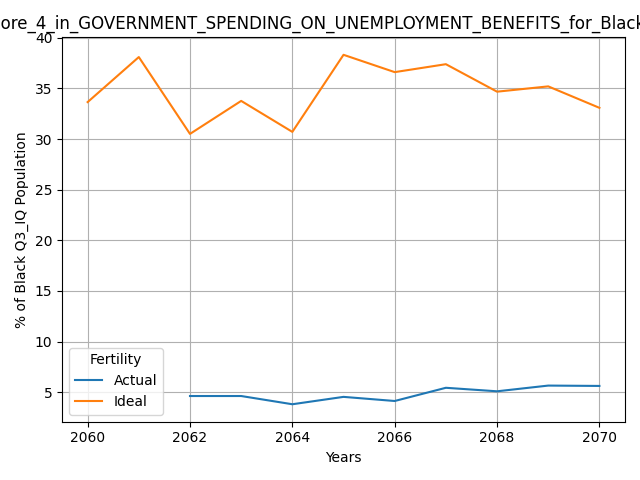 ore_4_in_GOVERNMENT_SPENDING_ON_UNEMPLOYMENT_BENEFITS_for_Black
40
35
30
25
20
15
10
5
% of Black Q3_IQ Population
Fertility
Actual
Ideal
2060 2062 2064 2066 2068 2070
Years